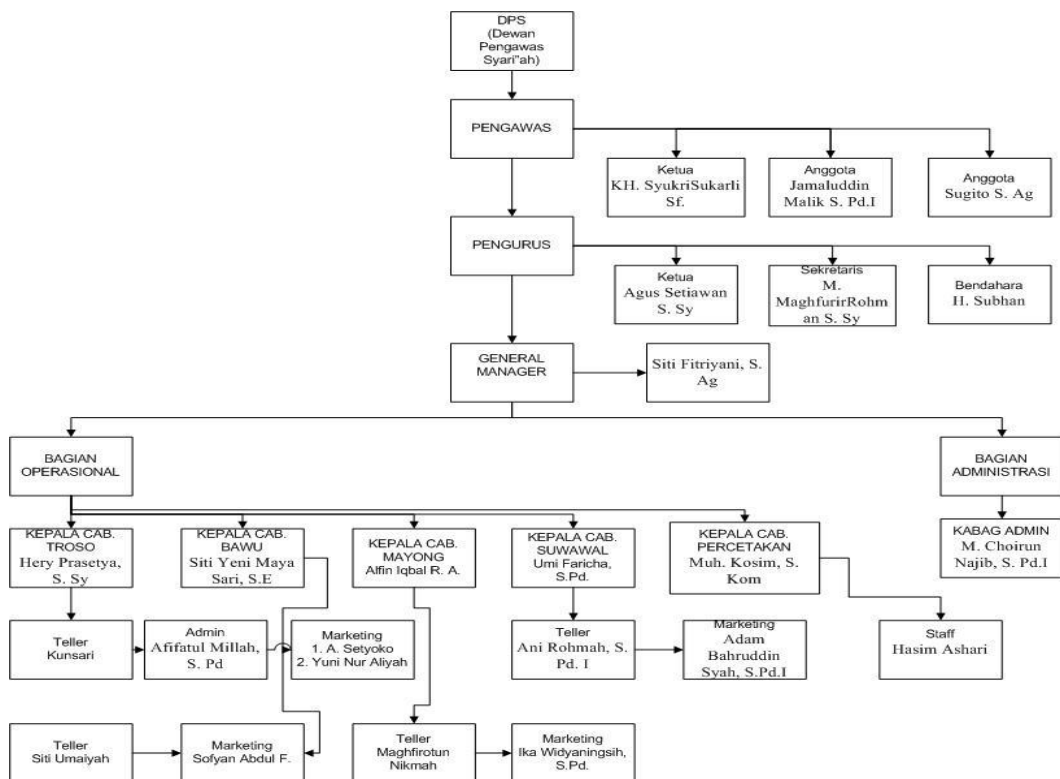 DPS
(Dewan
Pengawas
Syari"ah)
PENGAWAS
Ketua
KH. SyukriSukarli
Sf.
Anggota
Jamaluddin
Malik S. Pd.I
Anggota
Sugito S. Ag
PENGURUS
Ketua
Agus Setiawan
S. Sy
Sekretaris
M.
MaghfurirRohm
an S. Sy
Bendahara
H. Subhan
GENERAL
MANAGER
Siti Fitriyani, S.
Ag
BAGIAN
OPERASIONAL
BAGIAN
ADMINISTRASI
KEPALA CAB.
TROSO
Hery Prasetya,
S. Sy
KEPALA CAB.
BAWU
Siti Yeni Maya
Sari, S.E
KEPALA CAB.
MAYONG
Alfin Iqbal R. A.
KEPALA CAB.
SUWAWAL
Umi Faricha,
S.Pd.
KEPALA CAB.
PERCETAKAN
Muh. Kosim, S.
Kom
KABAG ADMIN
M. Choirun
Najib, S. Pd.I
Teller
Kunsari
Admin
Afifatul Millah,
S. Pd
Marketing
1. A. Setyoko
2. Yuni Nur Aliyah
Teller
Ani Rohmah, S.
Pd. I
Marketing
Adam
Bahruddin
Syah, S.Pd.I
Staff
Hasim Ashari
Teller
Siti Umaiyah
Marketing
Sofyan Abdul F.
Teller
Maghfirotun
Nikmah
Marketing
Ika Widyaningsih,
S.Pd.